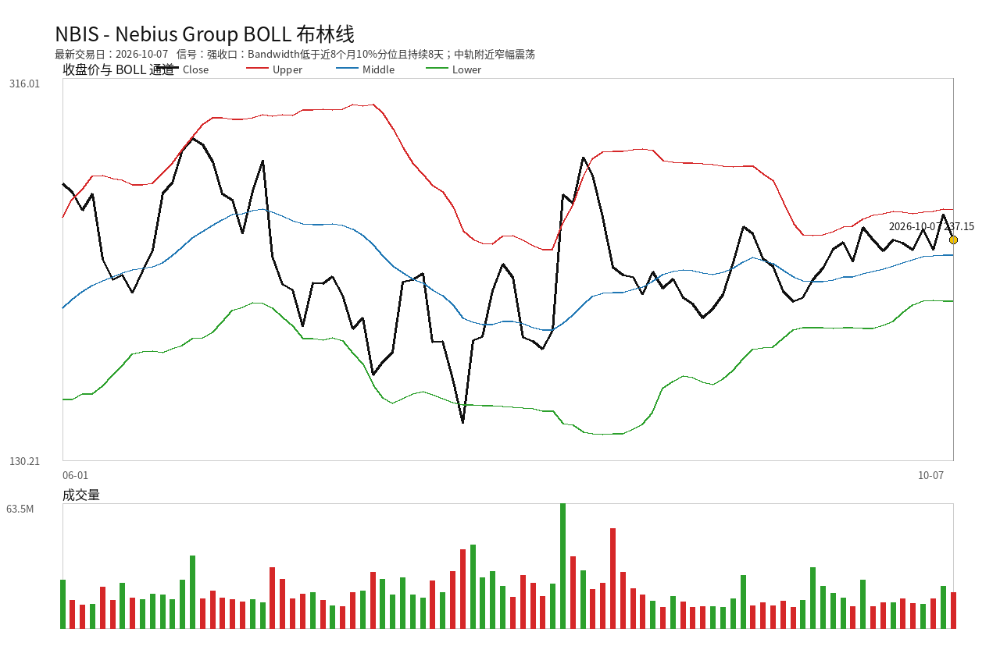 NBIS - Nebius Group BOLL 布林线
最新交易日：2026-10-07 信号：强收口：Bandwidth低于近8个月10%分位且持续8天；中轨附近窄幅震荡
收盘价与 BOLL 通道 Close Upper Middle Lower
316.01
2026-10-07 237.15
130.21
06-01 10-07
成交量
63.5M